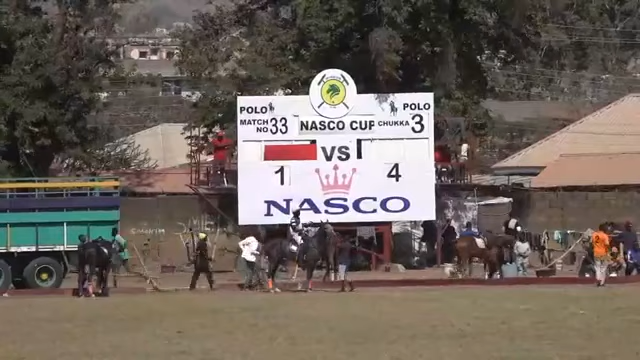 POLO POLO
MATCH NO 33 NASCO CUP CHUKKA 3
VS
1 4
NASCO